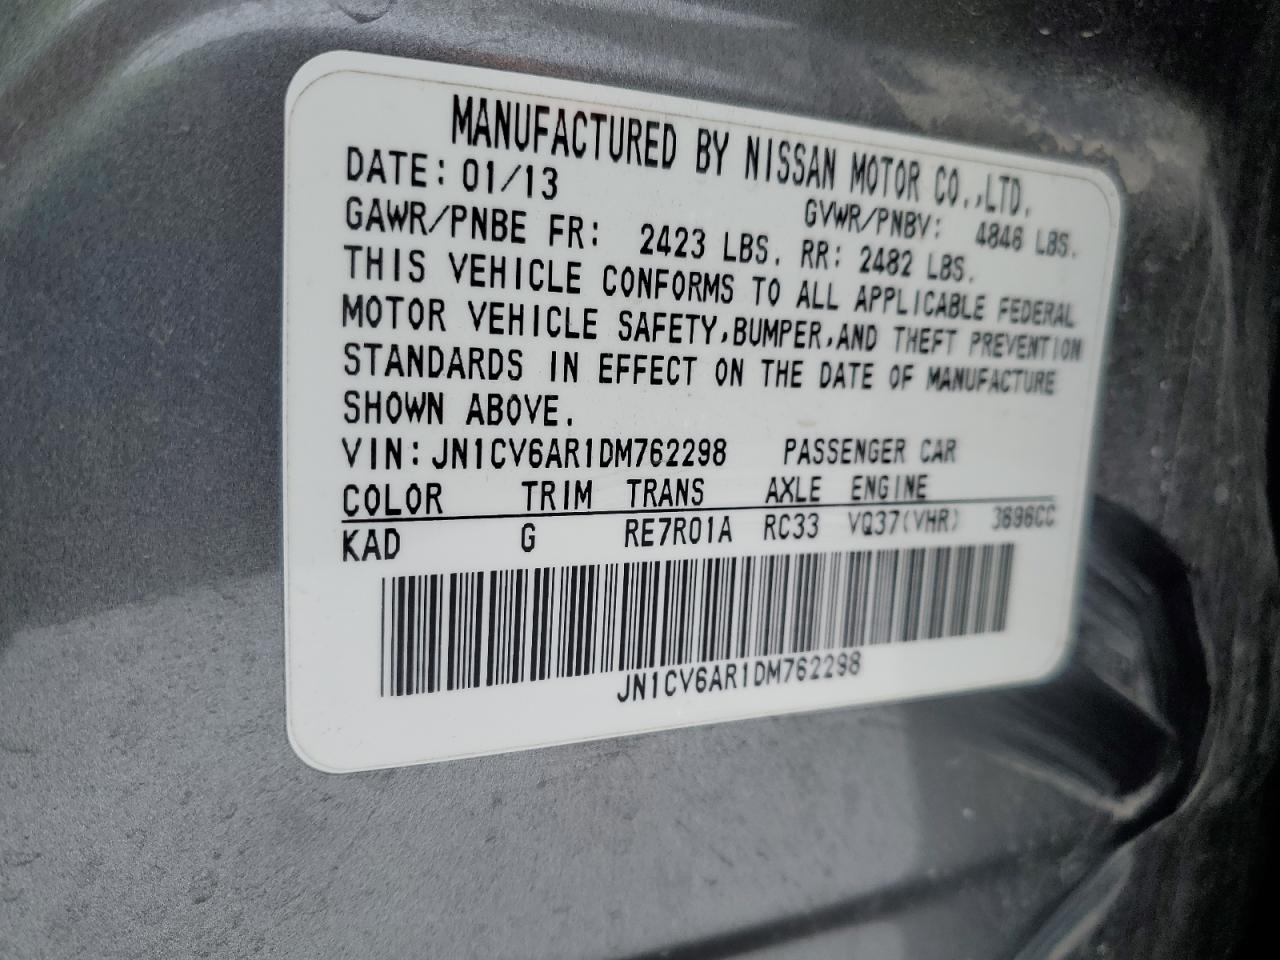 MANUFACTURED BY NISSAN MOTOR CO.,LTD.
DATE: 01/13 GVWR/PNBV: 4846 LBS.
GAWR/PNBE FR: 2423 LBS. RR: 2482 LBS.
THIS VEHICLE CONFORMS TO ALL APPLICABLE FEDERAL
MOTOR VEHICLE SAFETY,BUMPER,AND THEFT PREVENTION
STANDARDS IN EFFECT ON THE DATE OF MANUFACTURE
SHOWN ABOVE.
VIN: JN1CV6AR1DM762298 PASSENGER CAR
COLOR TRIM TRANS AXLE ENGINE
KAD G RE7R01A RC33 VQ37(VHR) 3696CC
JN1CV6AR1DM762298